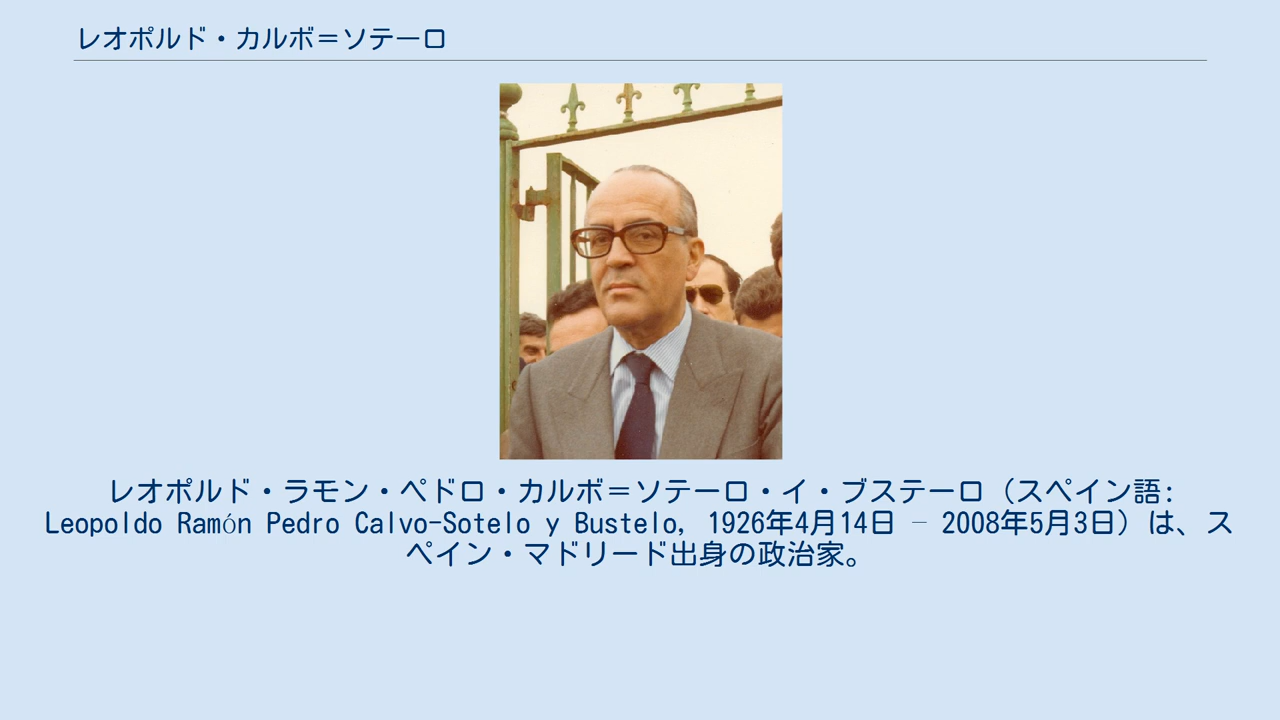 レオポルド・カルボ＝ソテーロ
レオポルド・ラモン・ペドロ・カルボ＝ソテーロ・イ・ブステーロ（スペイン語:
Leopoldo Ramón Pedro Calvo-Sotelo y Bustelo, 1926年4月14日 – 2008年5月3日）は、ス
ペイン・マドリード出身の政治家。